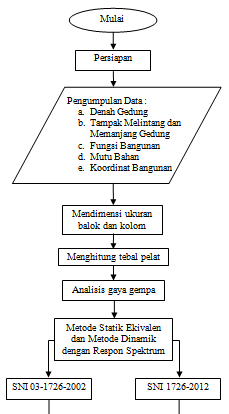 Mulai
Persiapan
Pengumpulan Data :
a. Denah Gedung
b. Tampak Melintang dan
Memanjang Gedung
c. Fungsi Bangunan
d. Mutu Bahan
e. Koordinat Bangunan
Mendimensi ukuran
balok dan kolom
Menghitung tebal pelat
Analisis gaya gempa
Metode Statik Ekivalen
dan Metode Dinamik
dengan Respon Spektrum
SNI 03-1726-2002
SNI 1726-2012